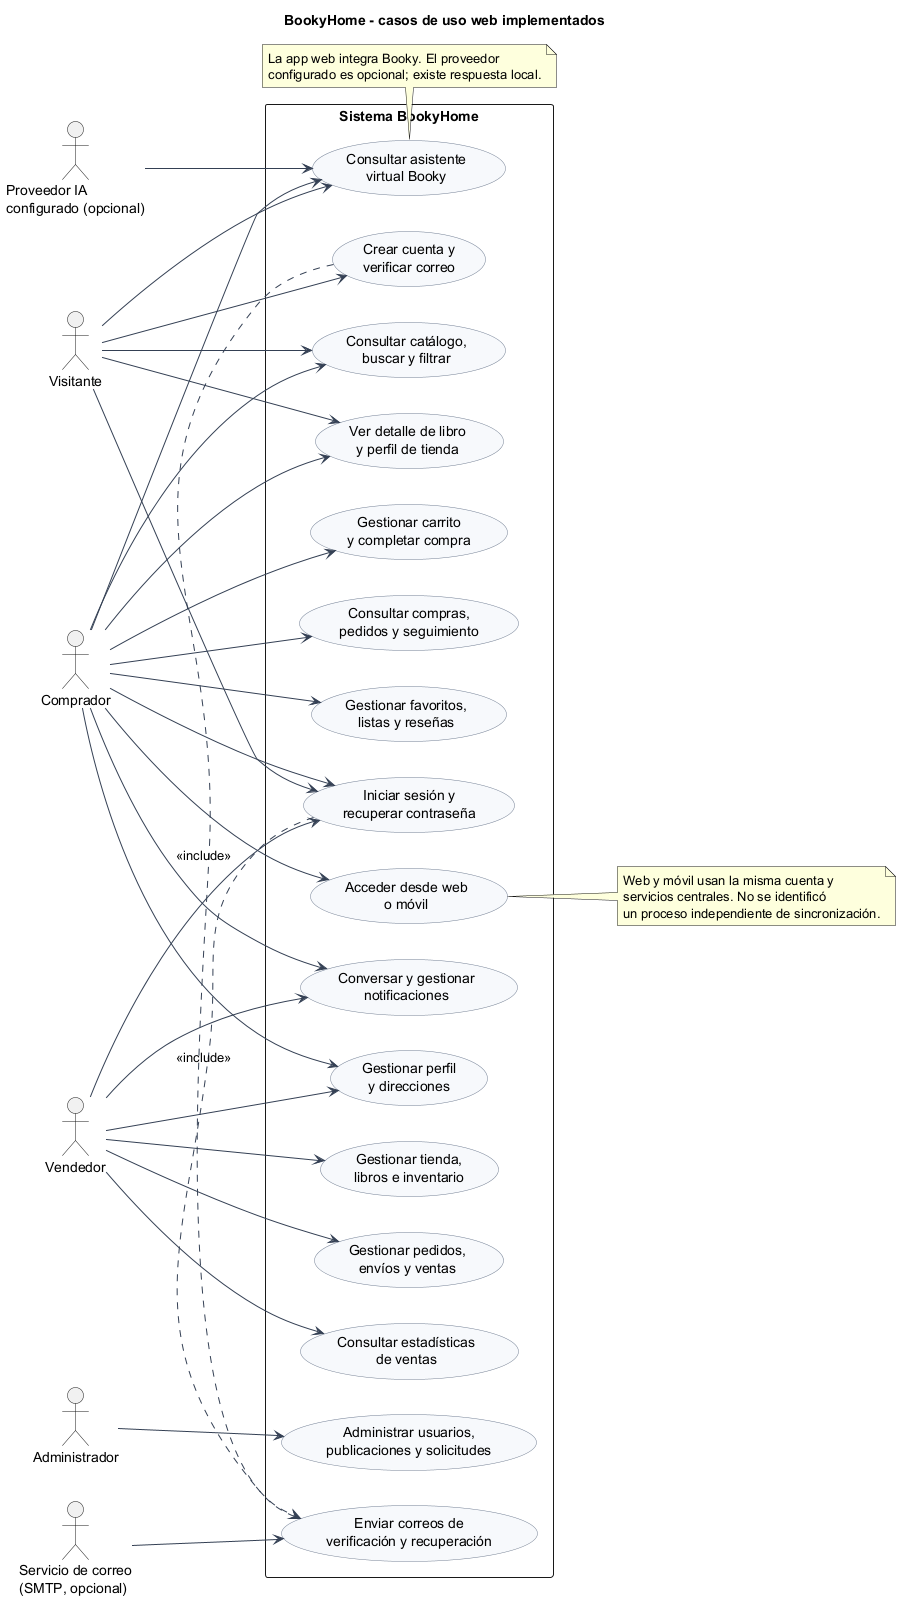 BookyHome - casos de uso web implementados
La app web integra Booky. El proveedor
configurado es opcional; existe respuesta local.
Sistema BookyHome
Proveedor IA
configurado (opcional)
Consultar asistente
virtual Booky
Crear cuenta y
verificar correo
Visitante
Consultar catálogo,
buscar y filtrar
Ver detalle de libro
y perfil de tienda
Gestionar carrito
y completar compra
Consultar compras,
pedidos y seguimiento
Comprador
Gestionar favoritos,
listas y reseñas
Iniciar sesión y
recuperar contraseña
«include»
Acceder desde web
o móvil
Web y móvil usan la misma cuenta y
servicios centrales. No se identificó
un proceso independiente de sincronización.
Conversar y gestionar
notificaciones
«include»
Gestionar perfil
y direcciones
Vendedor
Gestionar tienda,
libros e inventario
Gestionar pedidos,
envíos y ventas
Consultar estadísticas
de ventas
Administrador
Administrar usuarios,
publicaciones y solicitudes
Servicio de correo
(SMTP, opcional)
Enviar correos de
verificación y recuperación